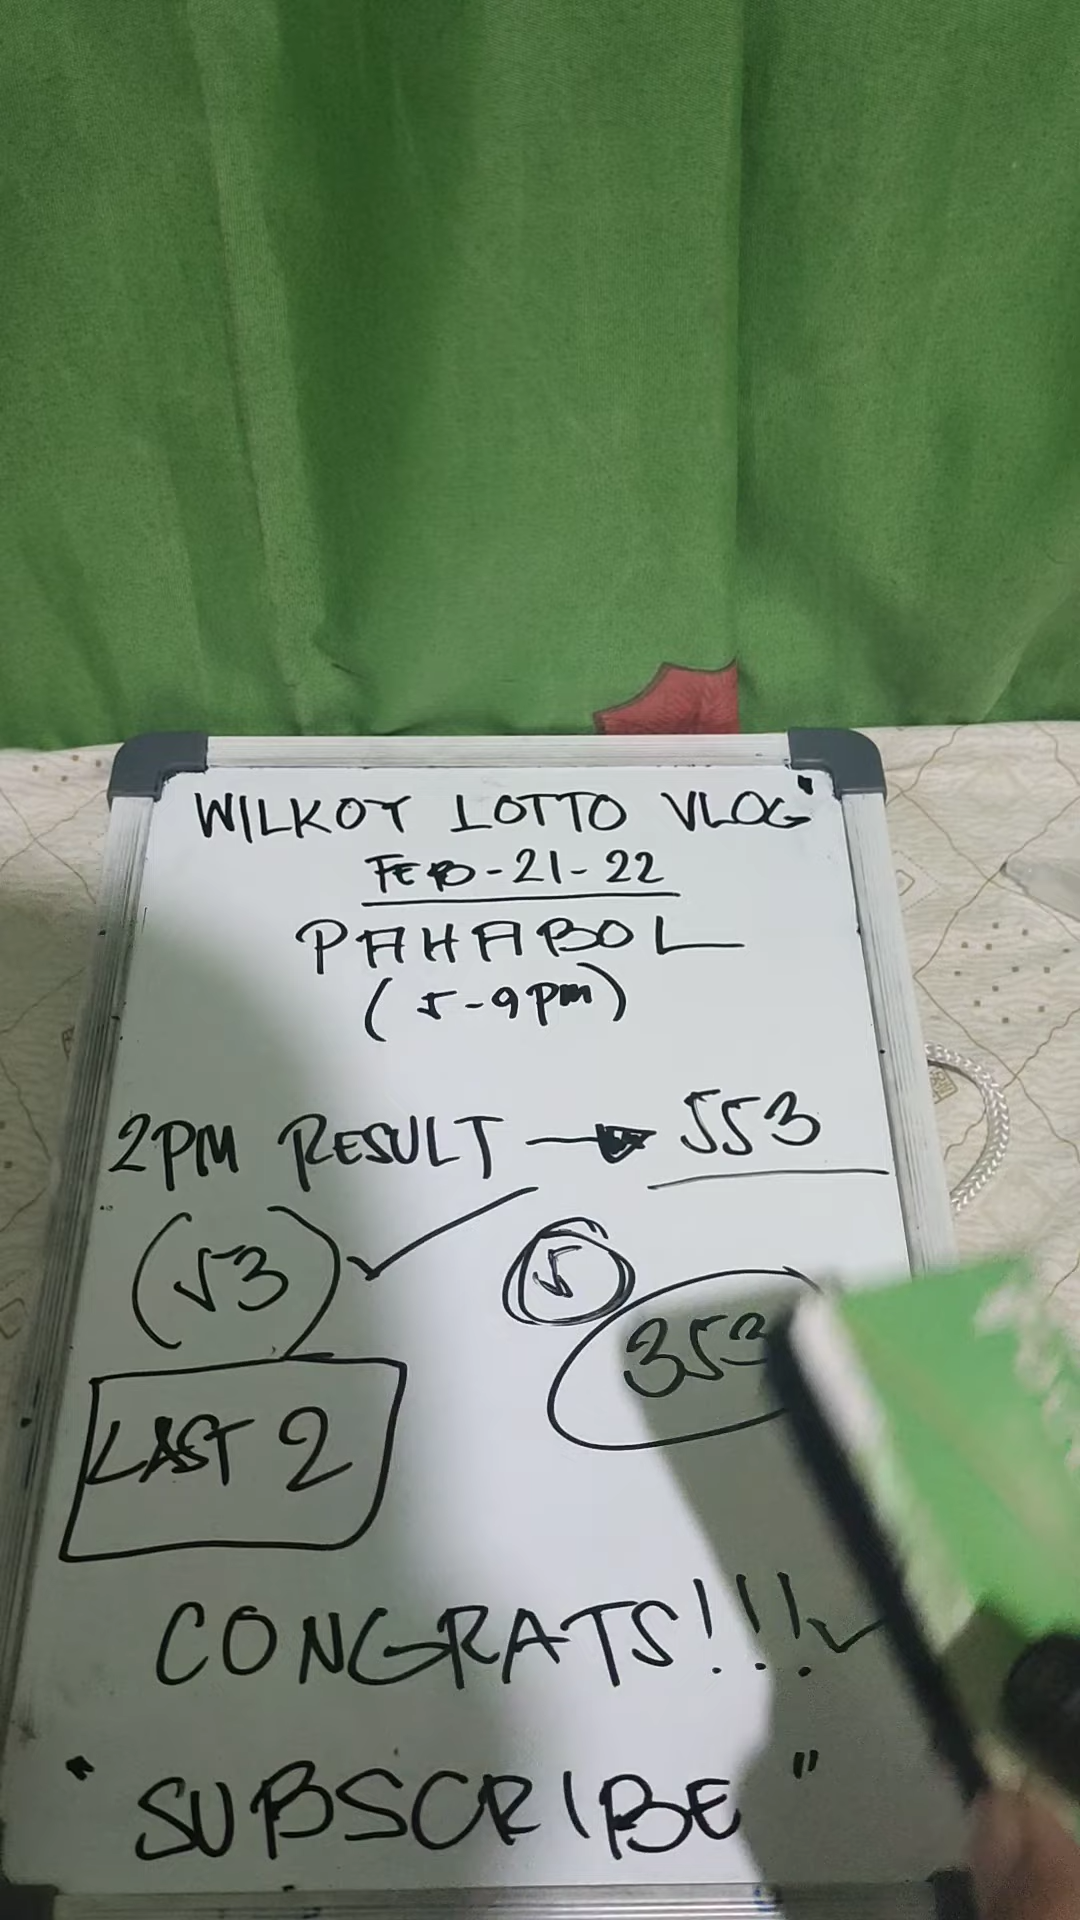 WILKOY LOTTO VLOG"
FEB-21-22
PAHABOL
(5-9pm)
2PM RESULT → 553
(53) ✓ 5
353
LAST 2
CONGRATS!!! ✓
"SUBSCRIBE"